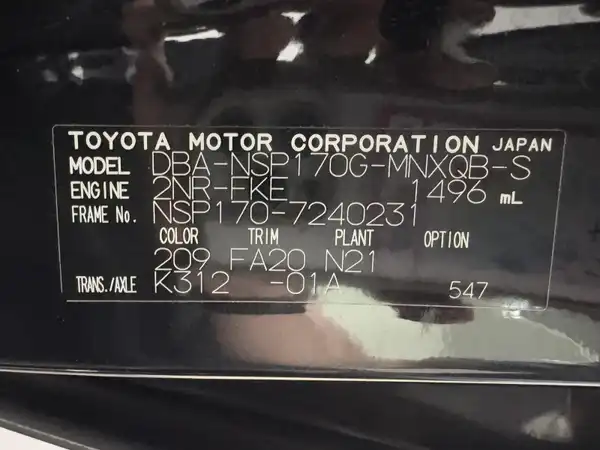 TOYOTA MOTOR CORPORATION JAPAN
MODEL DBA-NSP170G-MNXQB-S
ENGINE 2NR-FKE 1496 mL
FRAME No. NSP170-7240231
COLOR TRIM PLANT OPTION
209 FA20 N21
TRANS./AXLE K312 -01A 547